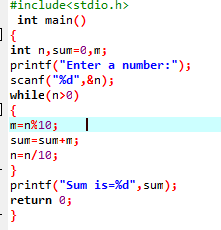 #include<stdio.h>
int main()
{
int n,sum=0,m;
printf("Enter a number:");
scanf("%d",&n);
while(n>0)
{
m=n%10;
sum=sum+m;
n=n/10;
}
printf("Sum is=%d",sum);
return 0;
}